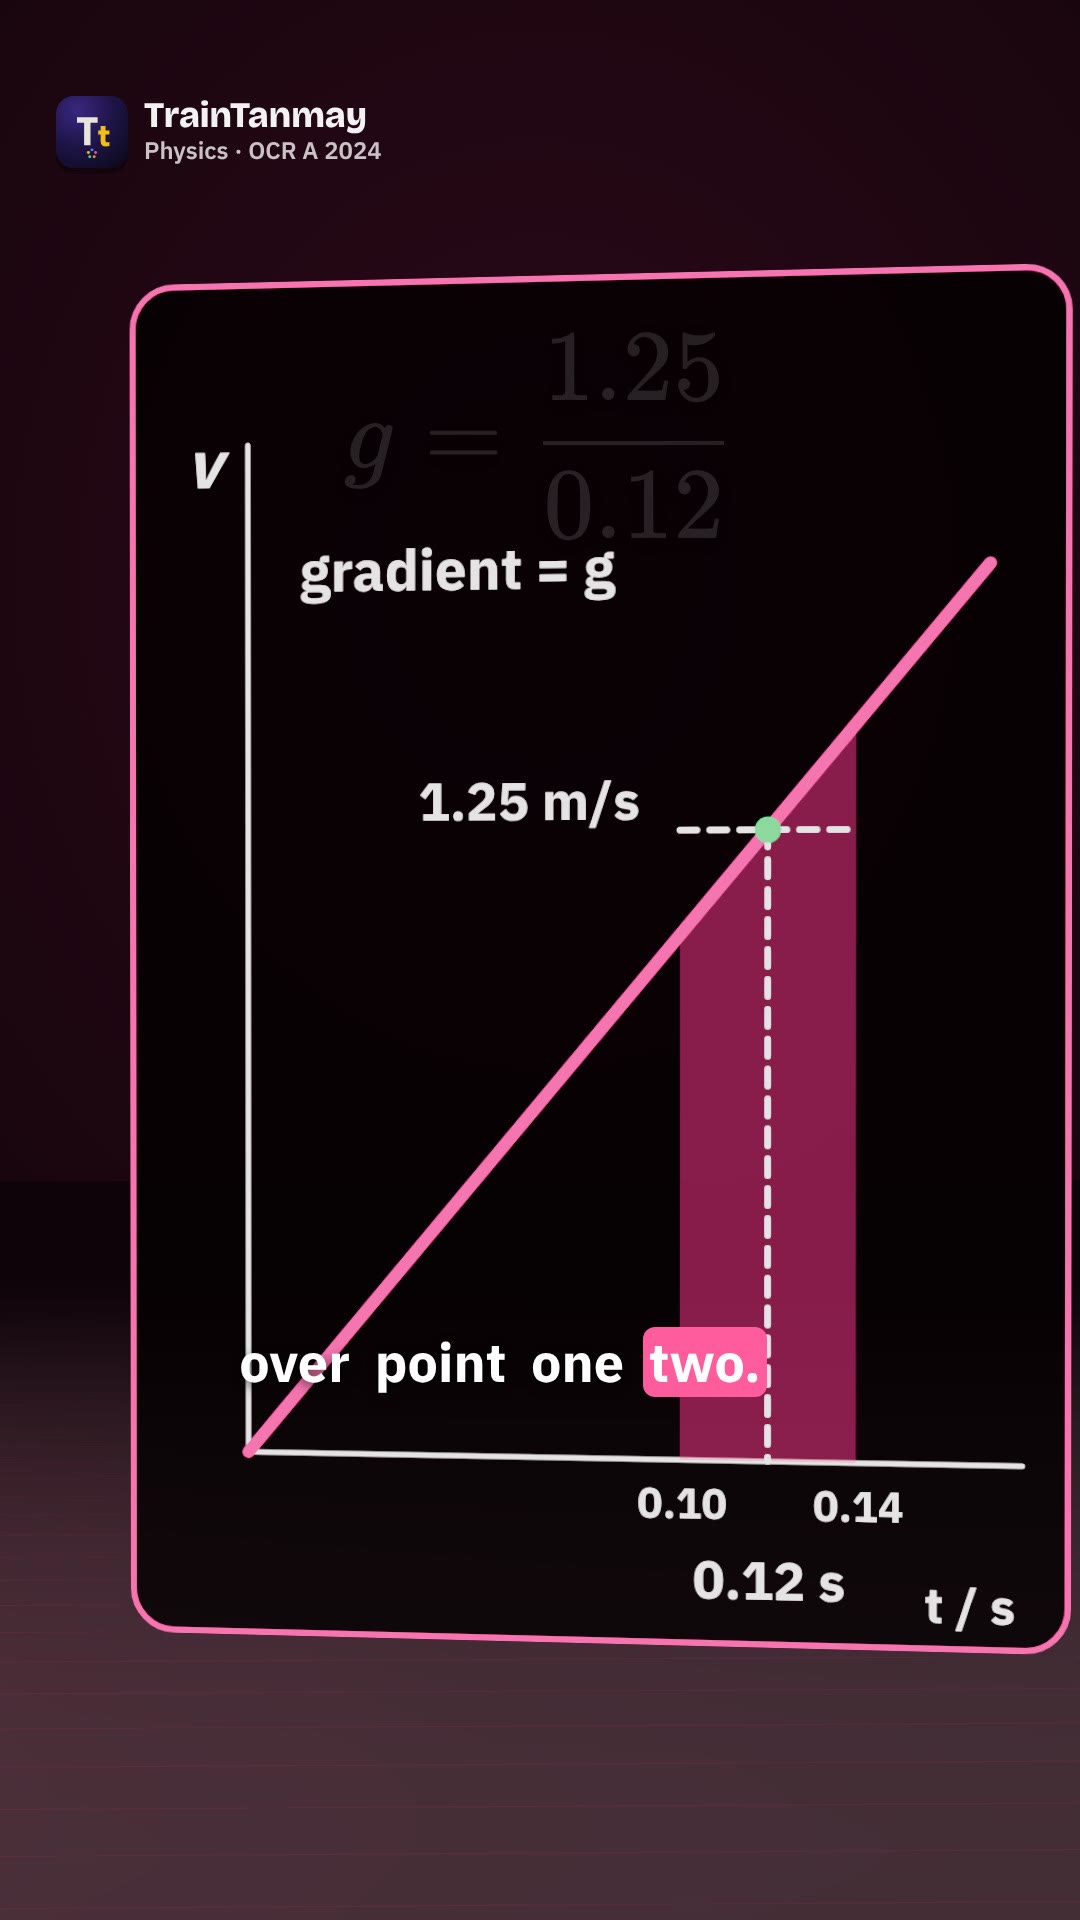 TrainTanmay
Physics · OCR A 2024
Tt
g = 1.25 / 0.12
v
gradient = g
1.25 m/s
over point one two.
0.10 0.14
0.12 s
t / s